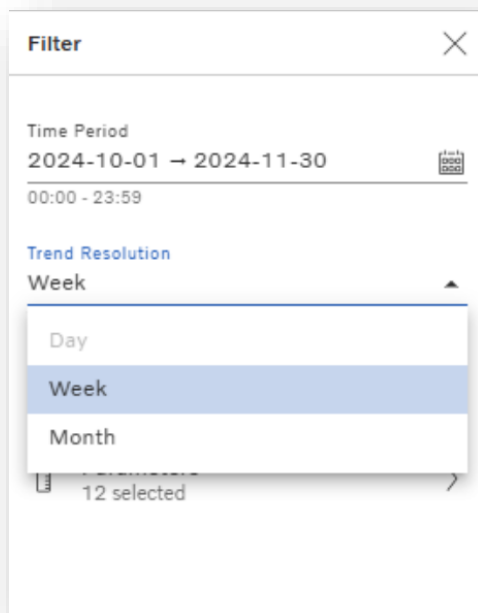 Filter
Time Period
2024-10-01 → 2024-11-30
00:00 - 23:59
Trend Resolution
Week
Day
Week
Month
12 selected